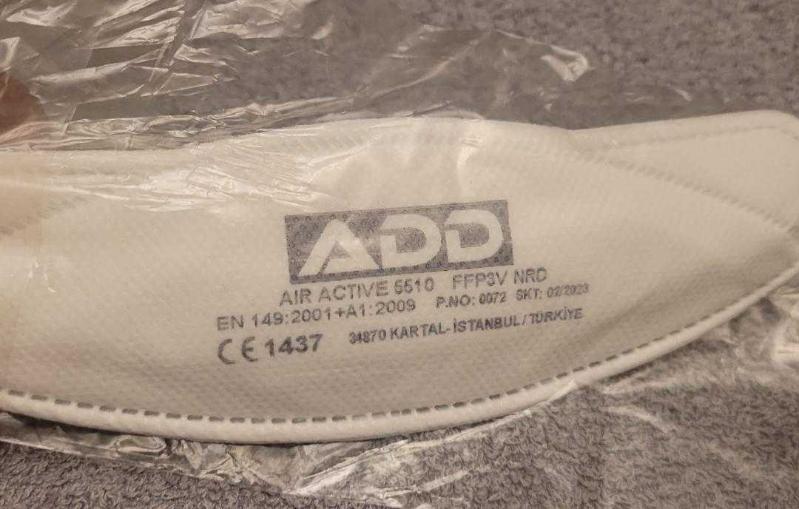 ADD
AIR ACTIVE 5510 FFP3V NRD
EN 149:2001+A1:2009 P.NO: 0072 SKT: 02/2023
CE 1437 34870 KARTAL-İSTANBUL/TÜRKİYE